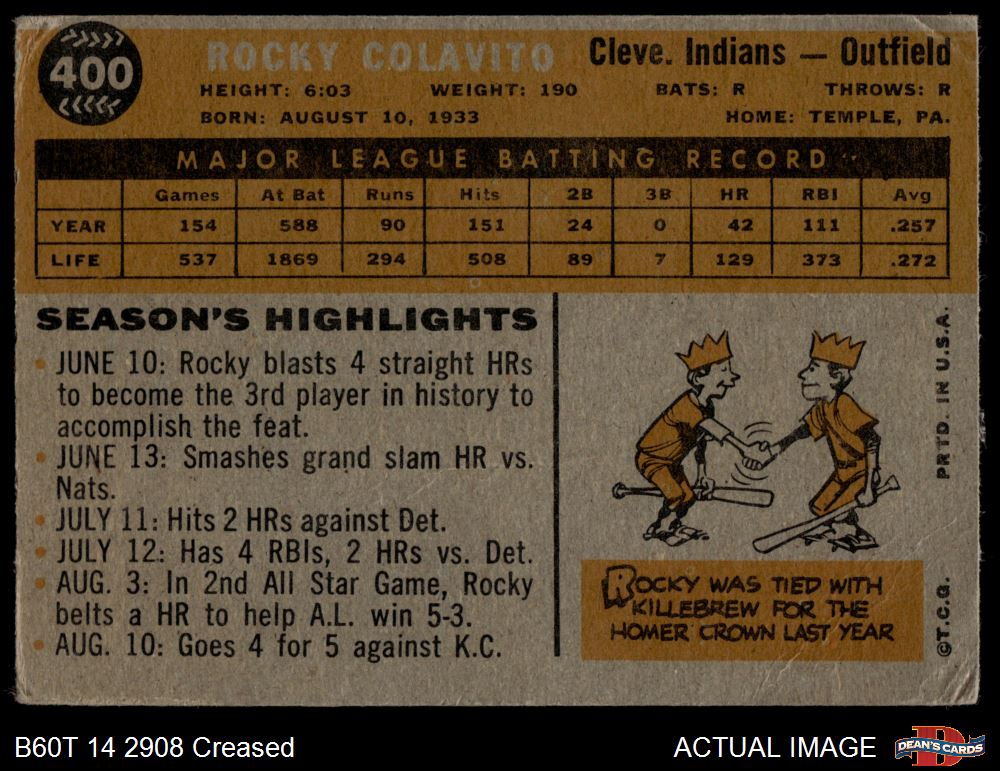 400
ROCKY COLAVITO Cleve. Indians — Outfield
HEIGHT: 6:03 WEIGHT: 190 BATS: R THROWS: R
BORN: AUGUST 10, 1933 HOME: TEMPLE, PA.
MAJOR LEAGUE BATTING RECORD
Games At Bat Runs Hits 2B 3B HR RBI Avg
YEAR 154 588 90 151 24 0 42 111 .257
LIFE 537 1869 294 508 89 7 129 373 .272
SEASON'S HIGHLIGHTS
• JUNE 10: Rocky blasts 4 straight HRs
to become the 3rd player in history to
accomplish the feat.
• JUNE 13: Smashes grand slam HR vs.
Nats.
• JULY 11: Hits 2 HRs against Det.
• JULY 12: Has 4 RBIs, 2 HRs vs. Det.
• AUG. 3: In 2nd All Star Game, Rocky
belts a HR to help A.L. win 5-3.
• AUG. 10: Goes 4 for 5 against K.C.
ROCKY WAS TIED WITH
KILLEBREW FOR THE
HOMER CROWN LAST YEAR
©T.C.G. PRTD. IN U.S.A.
B60T 14 2908 Creased
ACTUAL IMAGE
D
DEAN'S CARDS